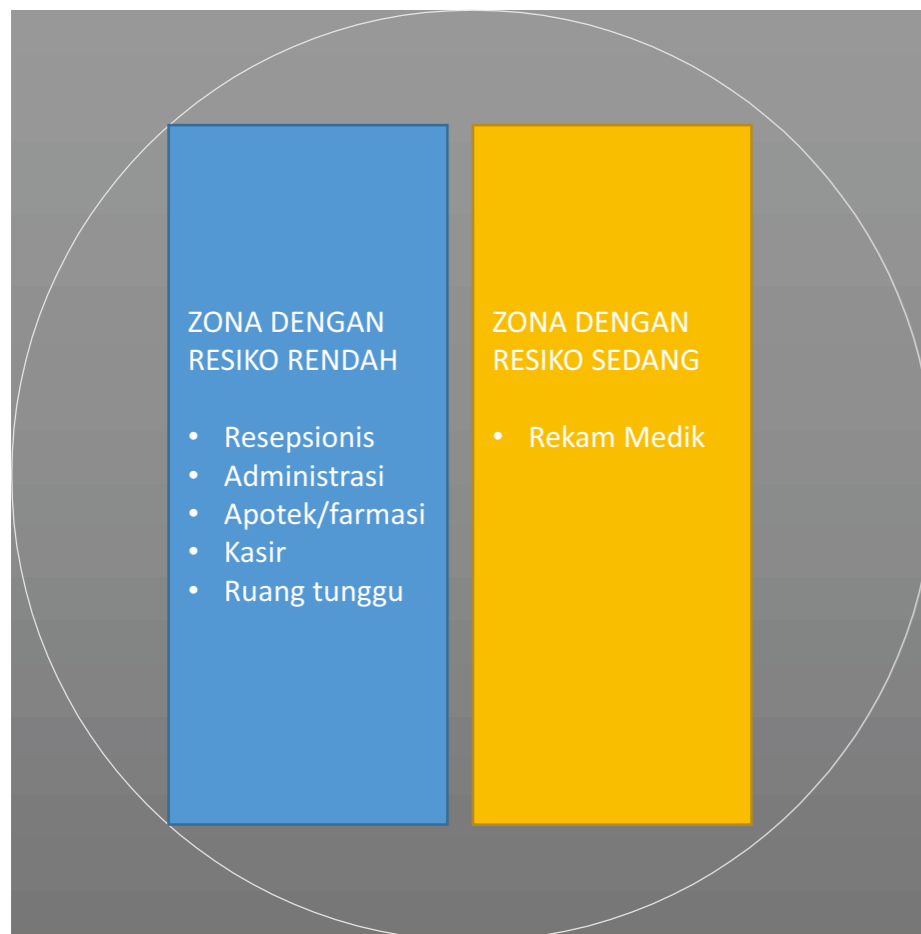 ZONA DENGAN
RESIKO RENDAH
• Resepsionis
• Administrasi
• Apotek/farmasi
• Kasir
• Ruang tunggu
ZONA DENGAN
RESIKO SEDANG
• Rekam Medik